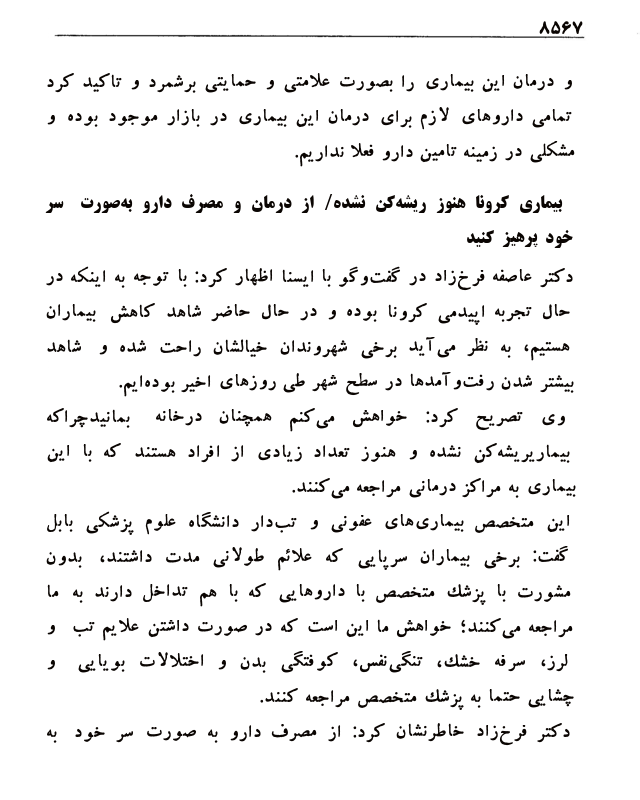 ۸۵۶۷
و درمان این بیماری را بصورت علامتی و حمایتی برشمرد و تاکید کرد
تمامی داروهای لازم برای درمان این بیماری در بازار موجود بوده و
مشکلی در زمینه تامین دارو فعلا نداریم.
بیماری کرونا هنوز ریشه‌کن نشده/ از درمان و مصرف دارو به‌صورت سر
خود پرهیز کنید
دکتر عاصفه فرخ‌زاد در گفت‌وگو با ایسنا اظهار کرد: با توجه به اینکه در
حال تجربه اپیدمی کرونا بوده و در حال حاضر شاهد کاهش بیماران
هستیم، به نظر می‌آید برخی شهروندان خیالشان راحت شده و شاهد
بیشتر شدن رفت‌وآمدها در سطح شهر طی روزهای اخیر بوده‌ایم.
وی تصریح کرد: خواهش می‌کنم همچنان درخانه بمانیدچراکه
بیماریریشه‌کن نشده و هنوز تعداد زیادی از افراد هستند که با این
بیماری به مراکز درمانی مراجعه می‌کنند.
این متخصص بیماری‌های عفونی و تب‌دار دانشگاه علوم پزشکی بابل
گفت: برخی بیماران سرپایی که علائم طولانی مدت داشتند، بدون
مشورت با پزشك متخصص با داروهایی که با هم تداخل دارند به ما
مراجعه می‌کنند؛ خواهش ما این است که در صورت داشتن علایم تب و
لرز، سرفه خشك، تنگی‌نفس، کوفتگی بدن و اختلالات بویایی و
چشایی حتما به پزشك متخصص مراجعه کنند.
دکتر فرخ‌زاد خاطرنشان کرد: از مصرف دارو به صورت سر خود به